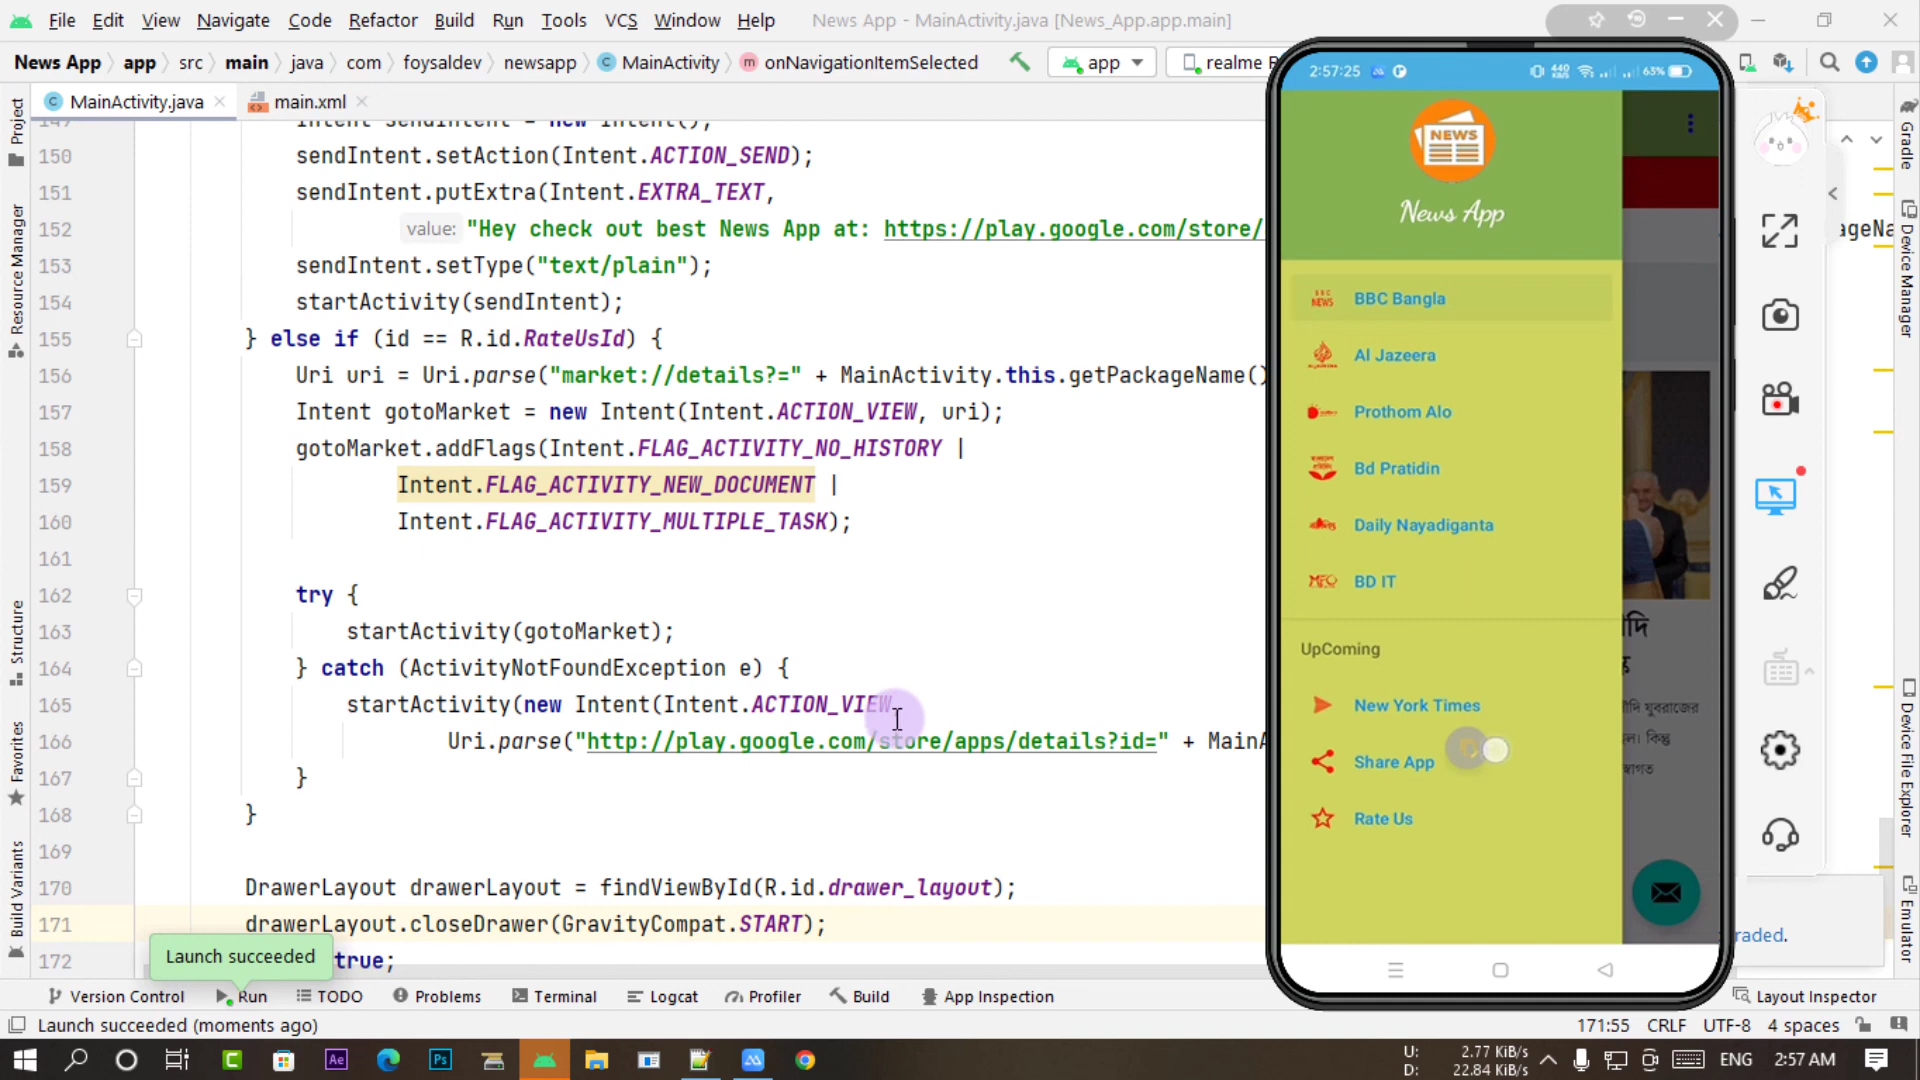 File Edit View Navigate Code Refactor Build Run Tools VCS Window Help News App - MainActivity.java [News_App.app.main]
News App app src main java com foysaldev newsapp MainActivity onNavigationItemSelected app realme
MainActivity.java main.xml
Project
Resource Manager
Structure
Favorites
Build Variants
150 sendIntent.setAction(Intent.ACTION_SEND);
151 sendIntent.putExtra(Intent.EXTRA_TEXT,
152 value: "Hey check out best News App at: https://play.google.com/store/
153 sendIntent.setType("text/plain");
154 startActivity(sendIntent);
155 } else if (id == R.id.RateUsId) {
156 Uri uri = Uri.parse("market://details?=" + MainActivity.this.getPackageName()
157 Intent gotoMarket = new Intent(Intent.ACTION_VIEW, uri);
158 gotoMarket.addFlags(Intent.FLAG_ACTIVITY_NO_HISTORY |
159 Intent.FLAG_ACTIVITY_NEW_DOCUMENT |
160 Intent.FLAG_ACTIVITY_MULTIPLE_TASK);
161
162 try {
163 startActivity(gotoMarket);
164 } catch (ActivityNotFoundException e) {
165 startActivity(new Intent(Intent.ACTION_VIEW
166 Uri.parse("http://play.google.com/store/apps/details?id=" + MainA
167 }
168 }
169
170 DrawerLayout drawerLayout = findViewById(R.id.drawer_layout);
171 drawerLayout.closeDrawer(GravityCompat.START);
172 true;
Launch succeeded
2:57:25 63%
NEWS
News App
BBC Bangla
Al Jazeera
Prothom Alo
Bd Pratidin
Daily Nayadiganta
BD IT
UpComing
New York Times
Share App
Rate Us
Gradle
Device Manager
Device File Explorer
Emulator
raded.
Version Control Run TODO Problems Terminal Logcat Profiler Build App Inspection Layout Inspector
Launch succeeded (moments ago) 171:55 CRLF UTF-8 4 spaces
Ae Ps U: 2.77 KiB/s
D: 22.84 KiB/s
ENG 2:57 AM